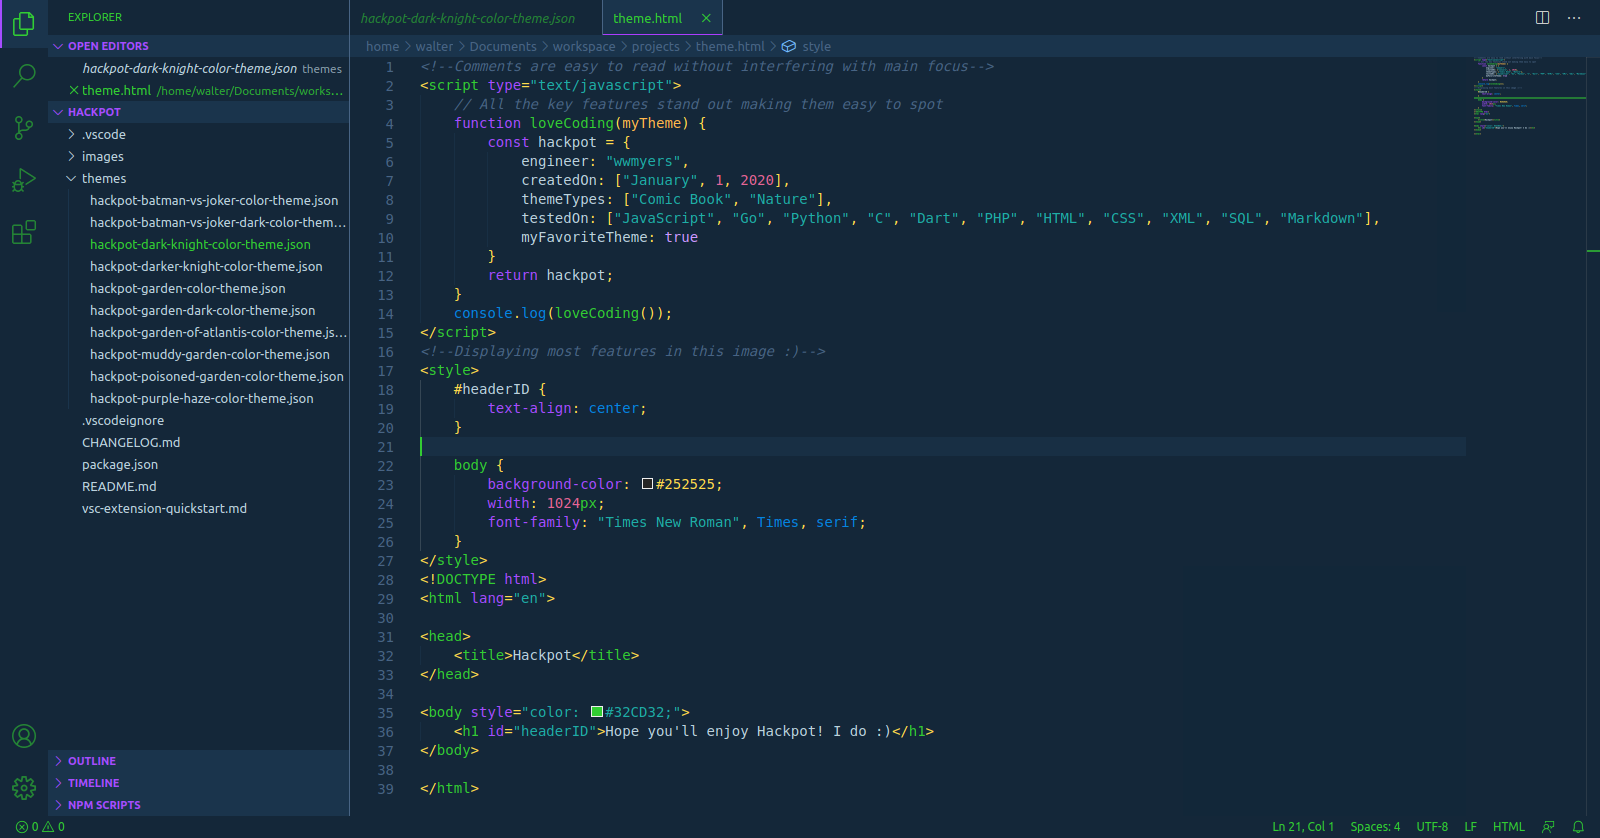 EXPLORER
OPEN EDITORS
hackpot-dark-knight-color-theme.json themes
theme.html /home/walter/Documents/works...
HACKPOT
.vscode
images
themes
hackpot-batman-vs-joker-color-theme.json
hackpot-batman-vs-joker-dark-color-them...
hackpot-dark-knight-color-theme.json
hackpot-darker-knight-color-theme.json
hackpot-garden-color-theme.json
hackpot-garden-dark-color-theme.json
hackpot-garden-of-atlantis-color-theme.js...
hackpot-muddy-garden-color-theme.json
hackpot-poisoned-garden-color-theme.json
hackpot-purple-haze-color-theme.json
.vscodeignore
CHANGELOG.md
package.json
README.md
vsc-extension-quickstart.md
OUTLINE
TIMELINE
NPM SCRIPTS
hackpot-dark-knight-color-theme.json theme.html
home > walter > Documents > workspace > projects > theme.html > style
1 <!--Comments are easy to read without interfering with main focus-->
2 <script type="text/javascript">
3 // All the key features stand out making them easy to spot
4 function loveCoding(myTheme) {
5 const hackpot = {
6 engineer: "wwmyers",
7 createdOn: ["January", 1, 2020],
8 themeTypes: ["Comic Book", "Nature"],
9 testedOn: ["JavaScript", "Go", "Python", "C", "Dart", "PHP", "HTML", "CSS", "XML", "SQL", "Markdown"],
10 myFavoriteTheme: true
11 }
12 return hackpot;
13 }
14 console.log(loveCoding());
15 </script>
16 <!--Displaying most features in this image :)-->
17 <style>
18 #headerID {
19 text-align: center;
20 }
21
22 body {
23 background-color: #252525;
24 width: 1024px;
25 font-family: "Times New Roman", Times, serif;
26 }
27 </style>
28 <!DOCTYPE html>
29 <html lang="en">
30
31 <head>
32 <title>Hackpot</title>
33 </head>
34
35 <body style="color: #32CD32;">
36 <h1 id="headerID">Hope you'll enjoy Hackpot! I do :)</h1>
37 </body>
38
39 </html>
0 0 Ln 21, Col 1 Spaces: 4 UTF-8 LF HTML